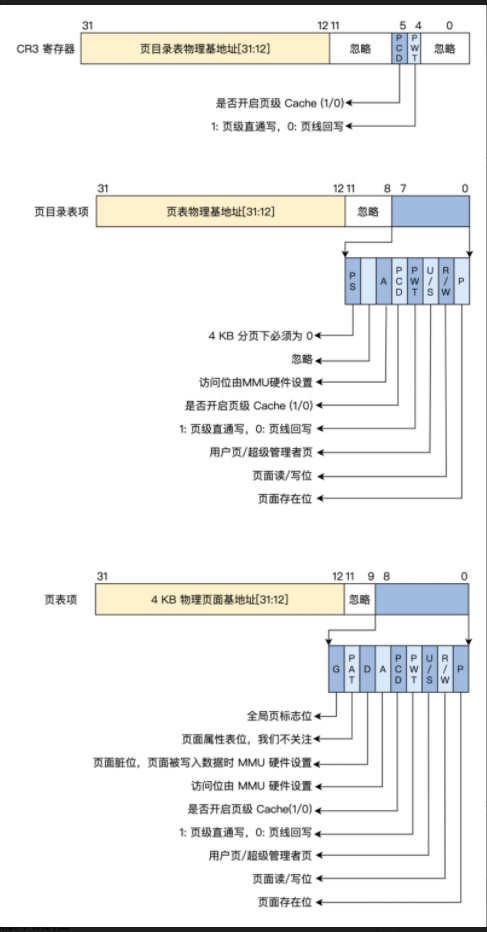 31 12 11 5 4 0
CR3 寄存器 页目录表物理基地址[31:12] 忽略 PCD PWT 忽略
是否开启页级 Cache (1/0)
1: 页级直通写，0: 页线回写
31 12 11 8 7 0
页目录表项 页表物理基地址[31:12] 忽略
PS A PCD PWT U/S R/W P
4 KB 分页下必须为 0
忽略
访问位由MMU硬件设置
是否开启页级 Cache (1/0)
1: 页级直通写，0: 页线回写
用户页/超级管理者页
页面读/写位
页面存在位
31 12 11 9 8 0
页表项 4 KB 物理页面基地址[31:12] 忽略
G PAT D A PCD PWT U/S R/W P
全局页标志位
页面属性表位，我们不关注
页面脏位，页面被写入数据时 MMU 硬件设置
访问位由 MMU 硬件设置
是否开启页级 Cache(1/0)
1: 页级直通写，0: 页线回写
用户页/超级管理者页
页面读/写位
页面存在位